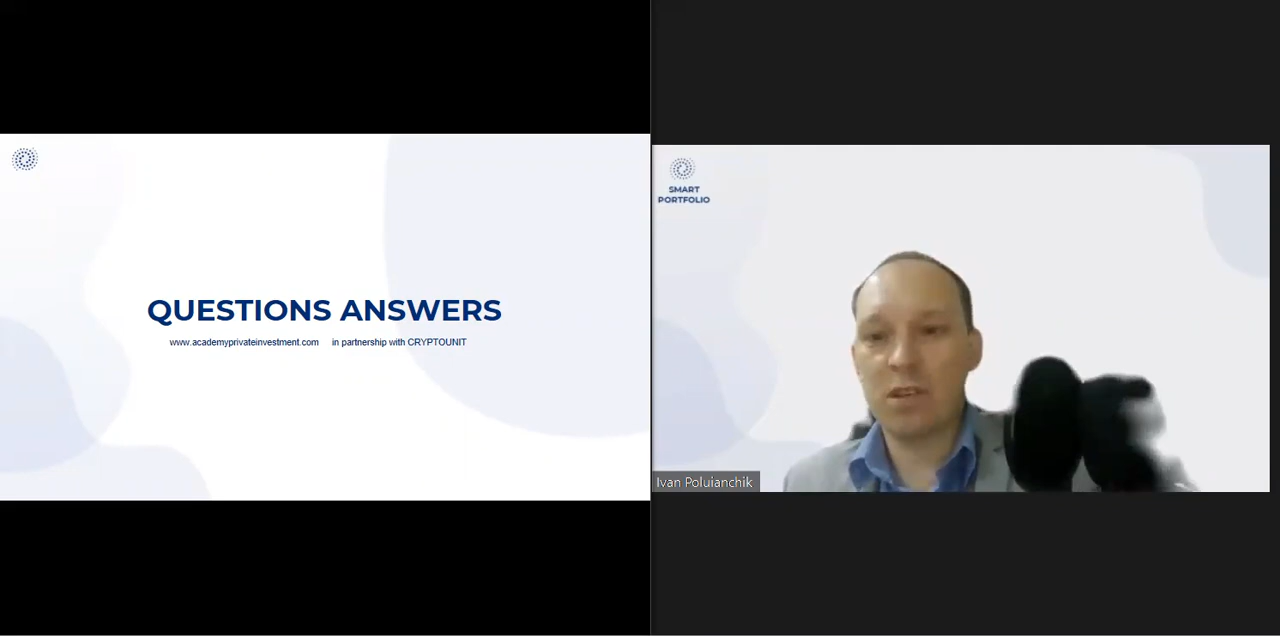 QUESTIONS ANSWERS
www.academyprivateinvestment.com in partnership with CRYPTOUNIT
SMART
PORTFOLIO
Ivan Poluianchik